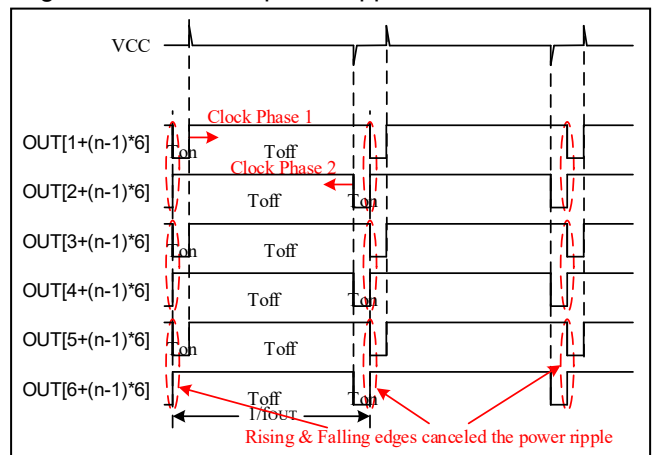 VCC
Clock Phase 1
OUT[1+(n-1)*6] Ton Toff
Clock Phase 2
OUT[2+(n-1)*6] Toff Ton
OUT[3+(n-1)*6] Ton Toff
OUT[4+(n-1)*6] Toff Ton
OUT[5+(n-1)*6] Ton Toff
OUT[6+(n-1)*6] Toff Ton
1/fOUT
Rising & Falling edges canceled the power ripple